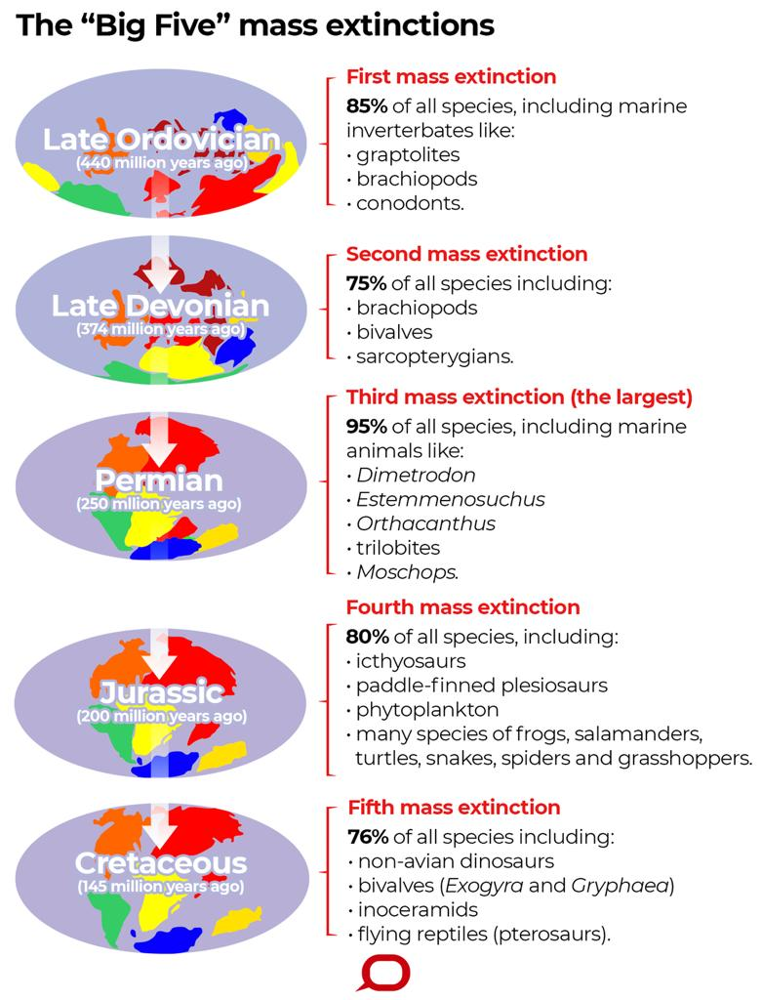 The “Big Five” mass extinctions
Late Ordovician
(440 million years ago)
First mass extinction
85% of all species, including marine
inverterbates like:
· graptolites
· brachiopods
· conodonts.
Late Devonian
(374 million years ago)
Second mass extinction
75% of all species including:
· brachiopods
· bivalves
· sarcopterygians.
Permian
(250 mllion years ago)
Third mass extinction (the largest)
95% of all species, including marine
animals like:
· Dimetrodon
· Estemmenosuchus
· Orthacanthus
· trilobites
· Moschops.
Jurassic
(200 million years ago)
Fourth mass extinction
80% of all species, including:
· icthyosaurs
· paddle-finned plesiosaurs
· phytoplankton
· many species of frogs, salamanders,
turtles, snakes, spiders and grasshoppers.
Cretaceous
(145 million years ago)
Fifth mass extinction
76% of all species including:
· non-avian dinosaurs
· bivalves (Exogyra and Gryphaea)
· inoceramids
· flying reptiles (pterosaurs).